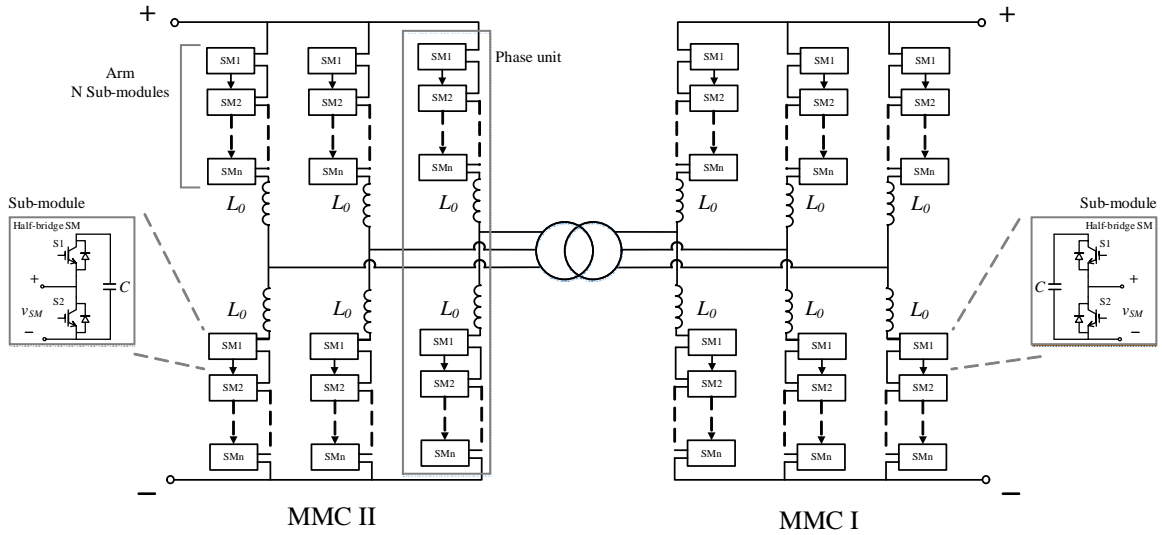 +
+
Arm
N Sub-modules
Phase unit
SM1
SM1
SM1
SM1
SM1
SM1
SM2
SM2
SM2
SM2
SM2
SM2
SMn
SMn
SMn
SMn
SMn
SMn
L0
L0
L0
L0
L0
L0
Sub-module
Half-bridge SM
S1
+
C
S2
vSM
−
Sub-module
Half-bridge SM
S1
C
+
S2
vSM
−
L0
L0
L0
L0
L0
L0
SM1
SM1
SM1
SM1
SM1
SM1
SM2
SM2
SM2
SM2
SM2
SM2
SMn
SMn
SMn
SMn
SMn
SMn
−
−
MMC II
MMC I